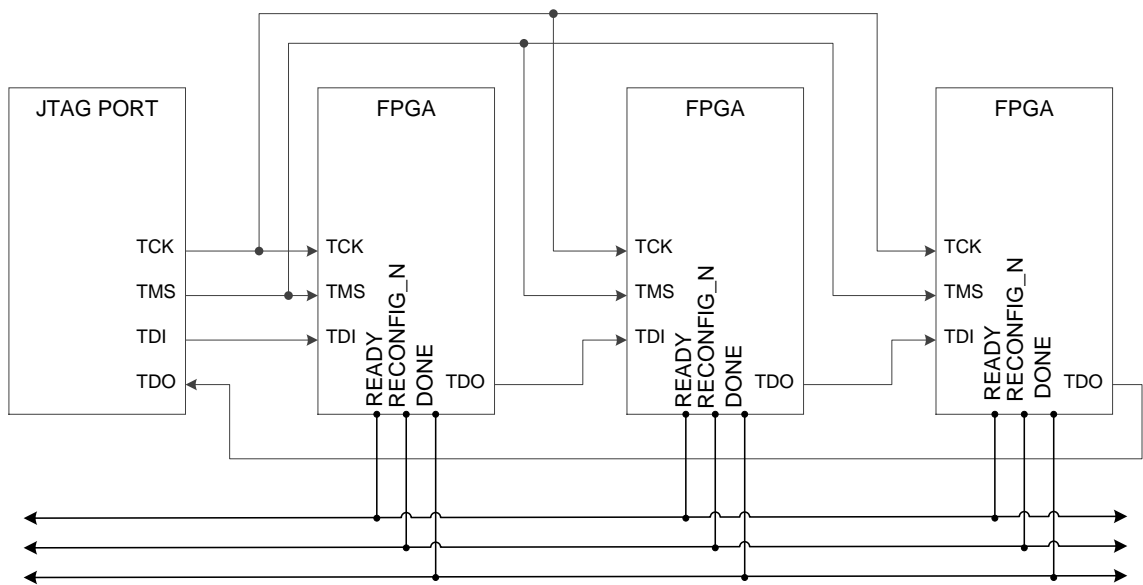 JTAG PORT
TCK
TMS
TDI
TDO
FPGA
TCK
TMS
TDI
READY
RECONFIG_N
DONE
TDO
FPGA
TCK
TMS
TDI
READY
RECONFIG_N
DONE
TDO
FPGA
TCK
TMS
TDI
READY
RECONFIG_N
DONE
TDO